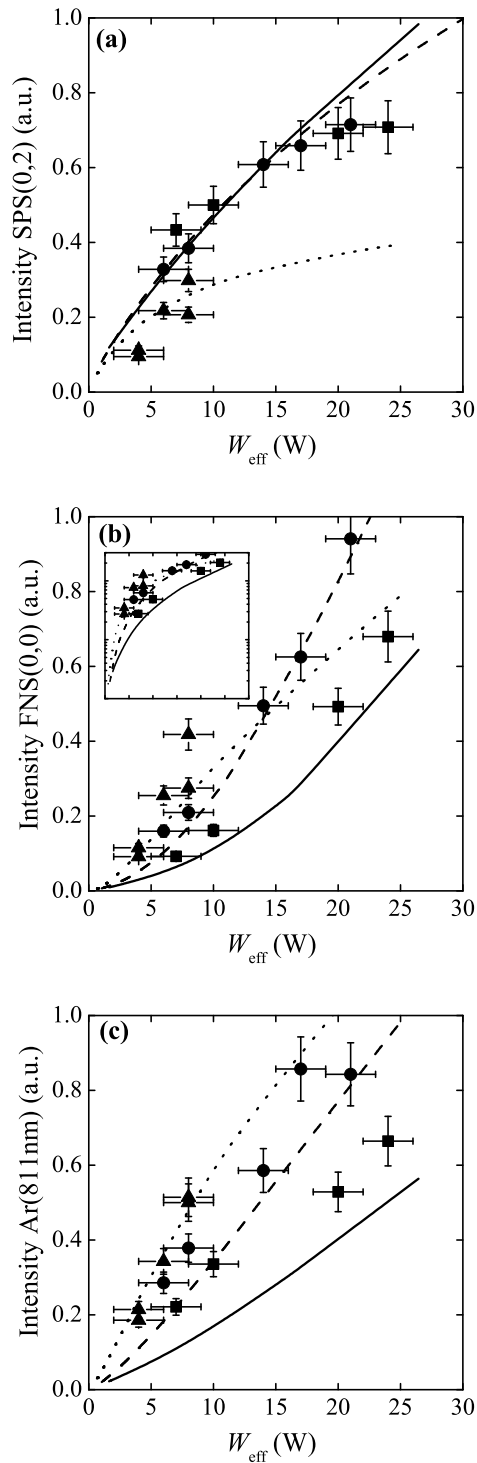 (a)
Intensity SPS(0,2) (a.u.)
1.0
0.8
0.6
0.4
0.2
0.0
0 5 10 15 20 25 30
W_eff (W)
(b)
Intensity FNS(0,0) (a.u.)
1.0
0.8
0.6
0.4
0.2
0.0
0 5 10 15 20 25 30
W_eff (W)
(c)
Intensity Ar(811nm) (a.u.)
1.0
0.8
0.6
0.4
0.2
0.0
0 5 10 15 20 25 30
W_eff (W)